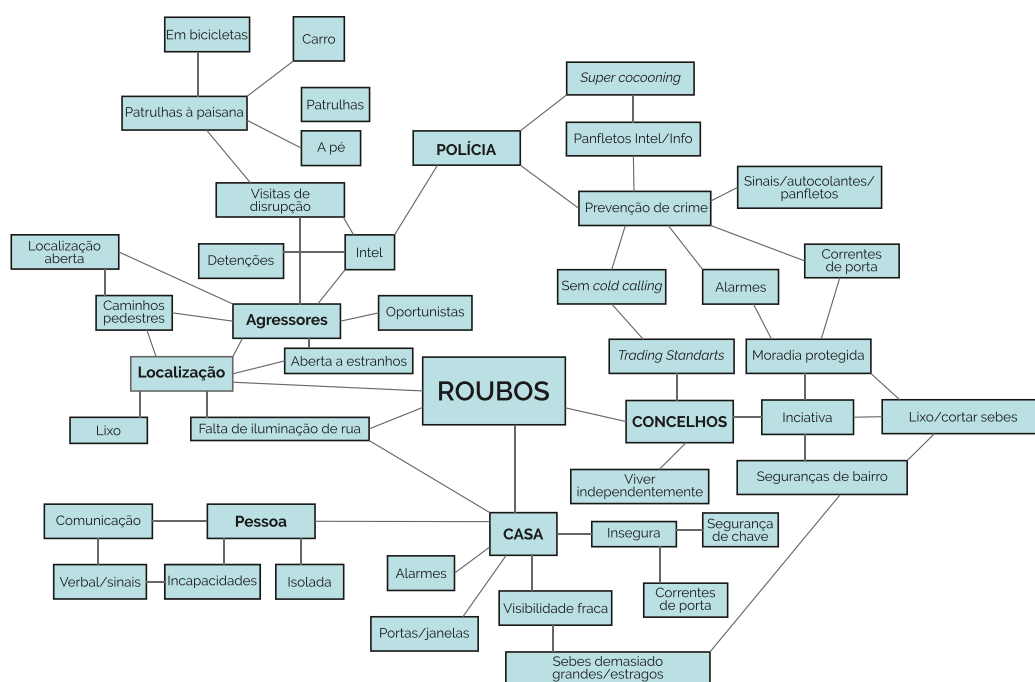 Em bicicletas
Carro
Patrulhas à paisana
Patrulhas
A pé
Super cocooning
Panfletos Intel/Info
POLÍCIA
Sinais/autocolantes/
panfletos
Visitas de
disrupção
Prevenção de crime
Localização
aberta
Detenções
Intel
Correntes
de porta
Sem cold calling
Alarmes
Caminhos
pedestres
Agressores
Oportunistas
Aberta a estranhos
Trading Standarts
Moradia protegida
Localização
ROUBOS
Lixo
Falta de iluminação de rua
CONCELHOS
Inciativa
Lixo/cortar sebes
Viver
independentemente
Seguranças de bairro
Comunicação
Pessoa
CASA
Insegura
Segurança
de chave
Verbal/sinais
Incapacidades
Isolada
Alarmes
Correntes
de porta
Visibilidade fraca
Portas/janelas
Sebes demasiado
grandes/estragos